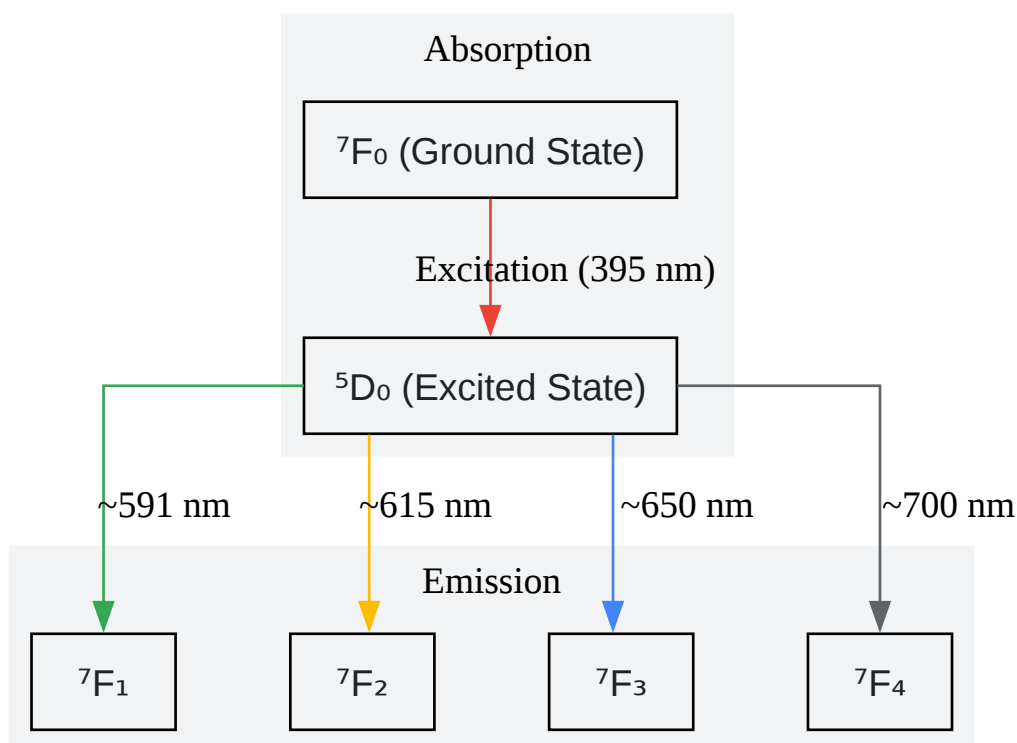 Absorption
⁷F₀ (Ground State)
Excitation (395 nm)
⁵D₀ (Excited State)
~591 nm
~615 nm
~650 nm
~700 nm
Emission
⁷F₁
⁷F₂
⁷F₃
⁷F₄